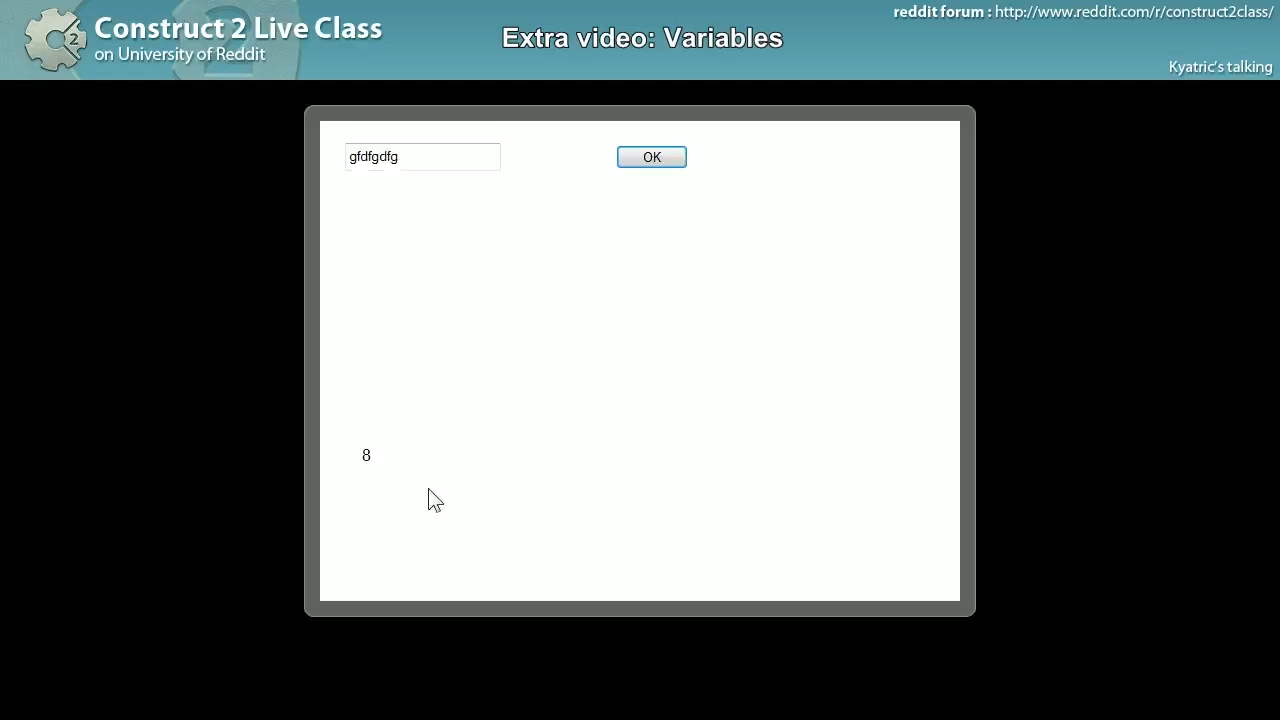 Construct 2 Live Class
on University of Reddit
2
Extra video: Variables
reddit forum : http://www.reddit.com/r/construct2class/
Kyatric's talking
gfdfgdfg
OK
8